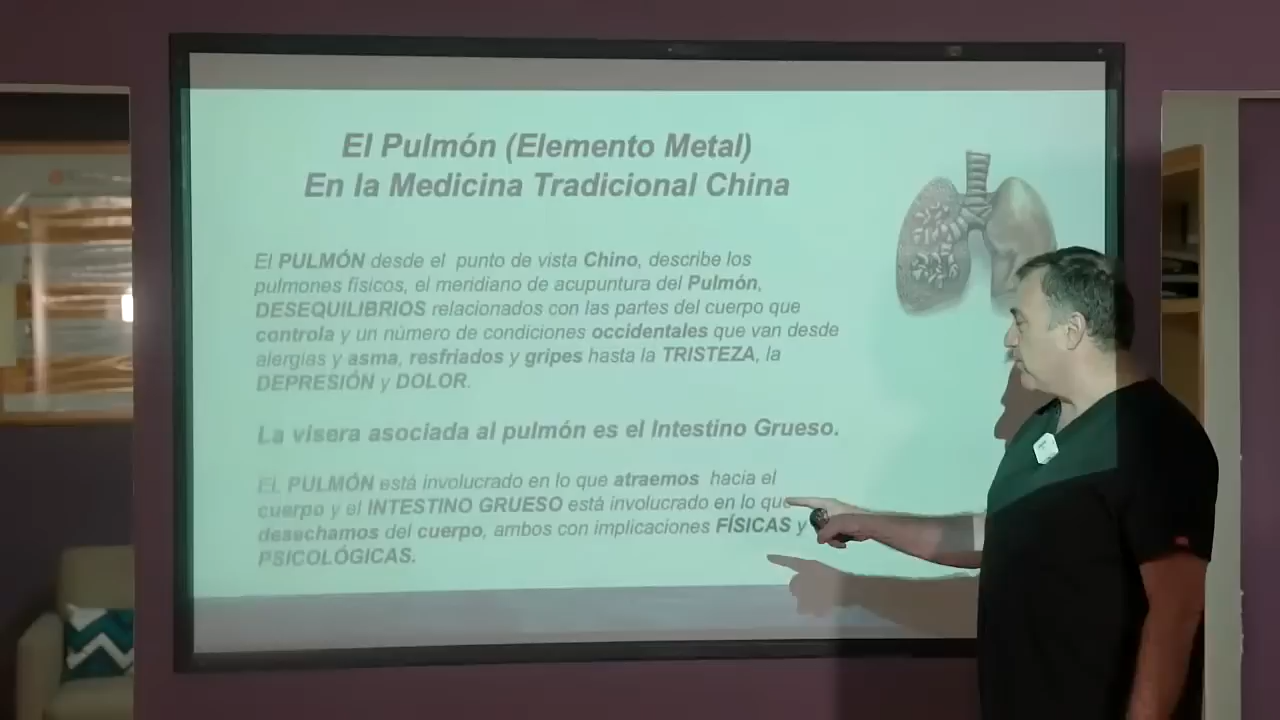 El Pulmón (Elemento Metal)
En la Medicina Tradicional China
El PULMÓN desde el punto de vista Chino, describe los
pulmones físicos, el meridiano de acupuntura del Pulmón,
DESEQUILIBRIOS relacionados con las partes del cuerpo que
controla y un número de condiciones occidentales que van desde
alergias y asma, resfriados y gripes hasta la TRISTEZA, la
DEPRESIÓN y DOLOR.
La visera asociada al pulmón es el Intestino Grueso.
EL PULMÓN está involucrado en lo que atraemos hacia el
cuerpo y el INTESTINO GRUESO está involucrado en lo que
desechamos del cuerpo, ambos con implicaciones FÍSICAS y
PSICOLÓGICAS.